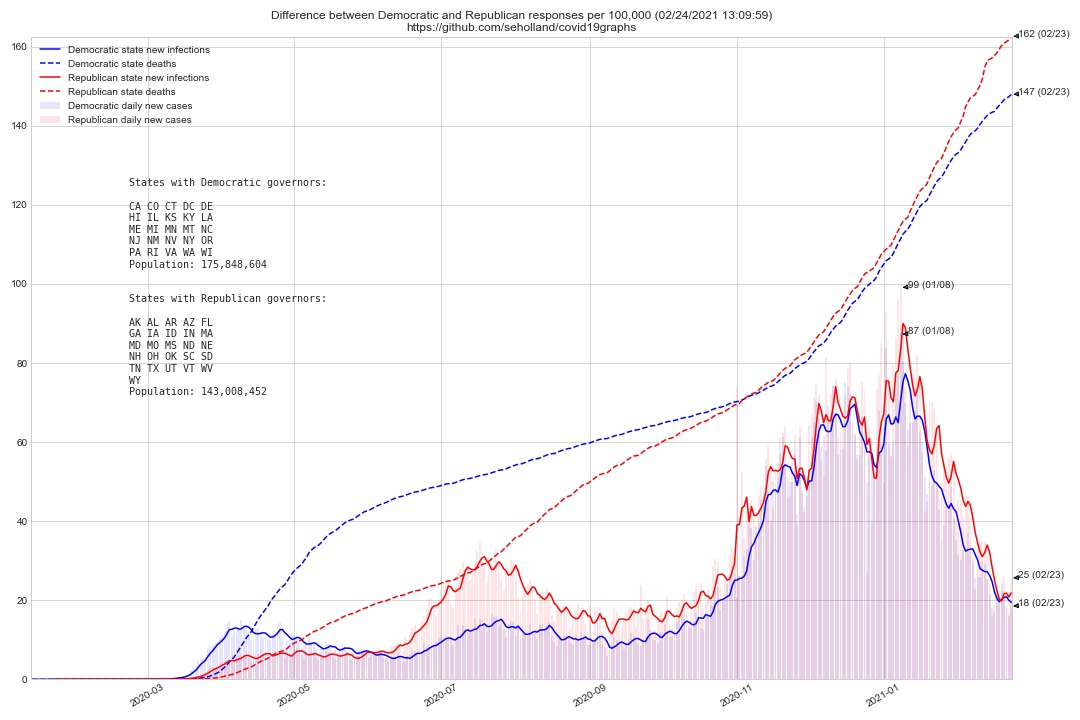 Difference between Democratic and Republican responses per 100,000 (02/24/2021 13:09:59)
https://github.com/seholland/covid19graphs
Democratic state new infections
Democratic state deaths
Republican state new infections
Republican state deaths
Democratic daily new cases
Republican daily new cases
States with Democratic governors:
CA CO CT DC DE
HI IL KS KY LA
ME MI MN MT NC
NJ NM NV NY OR
PA RI VA WA WI
Population: 175,848,604
States with Republican governors:
AK AL AR AZ FL
GA IA ID IN MA
MD MO MS ND NE
NH OH OK SC SD
TN TX UT VT WV
WY
Population: 143,008,452
162 (02/23)
147 (02/23)
99 (01/08)
87 (01/08)
25 (02/23)
18 (02/23)
160
140
120
100
80
60
40
20
0
2020-03
2020-05
2020-07
2020-09
2020-11
2021-01